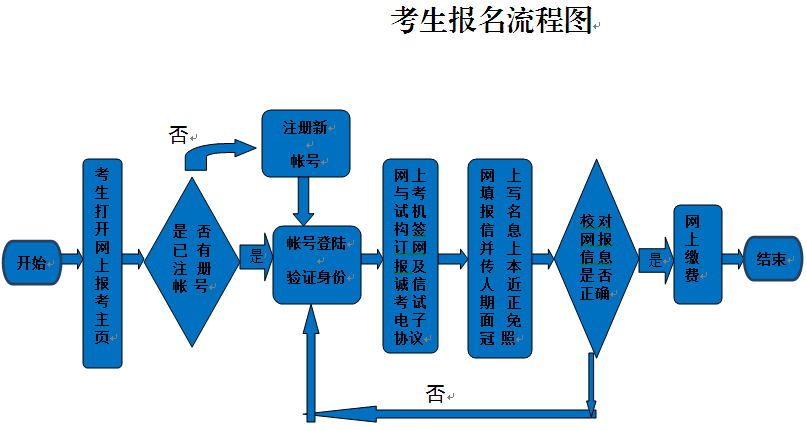 考生报名流程图
否
注册新
帐号
开始
考
生
打
开
网
上
报
考
主
页
是 否
已 有
注 册
帐 号
是
帐号登陆
验证身份
网 上
与 考
试 机
构 签
订 网
报 及
诚 信
考 试
电 子
协议
网 上
填 写
报 名
信 息
并 上
传 本
人 近
期 正
面 免
冠 照
校 对
网 报
信 息
是 否
正确
是
网
上
缴
费
结束
否